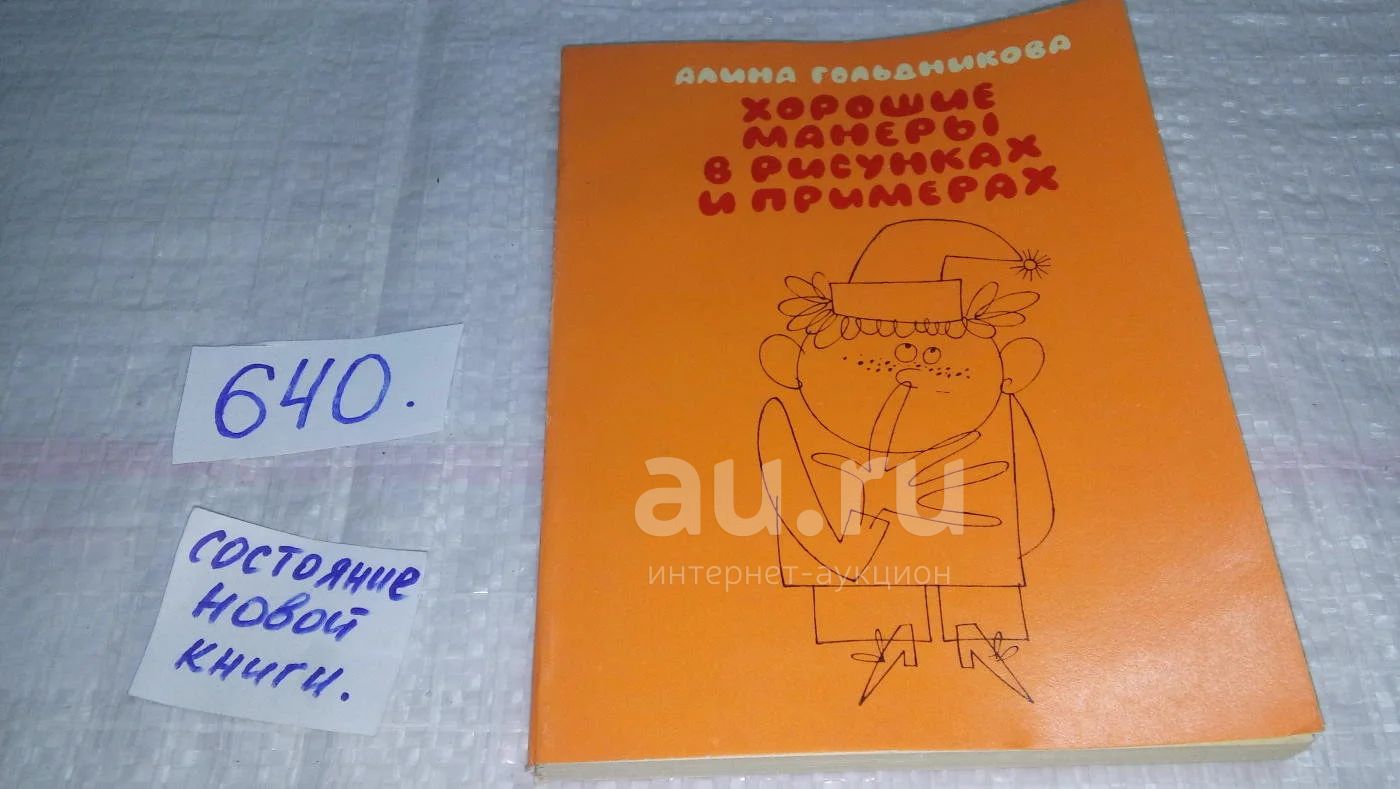 АЛИНА ГОЛЬДНИКОВА
ХОРОШИЕ
МАНЕРЫ
В РИСУНКАХ
И ПРИМЕРАХ
640.
состояние
новой
книги.
au.ru
интернет-аукцион